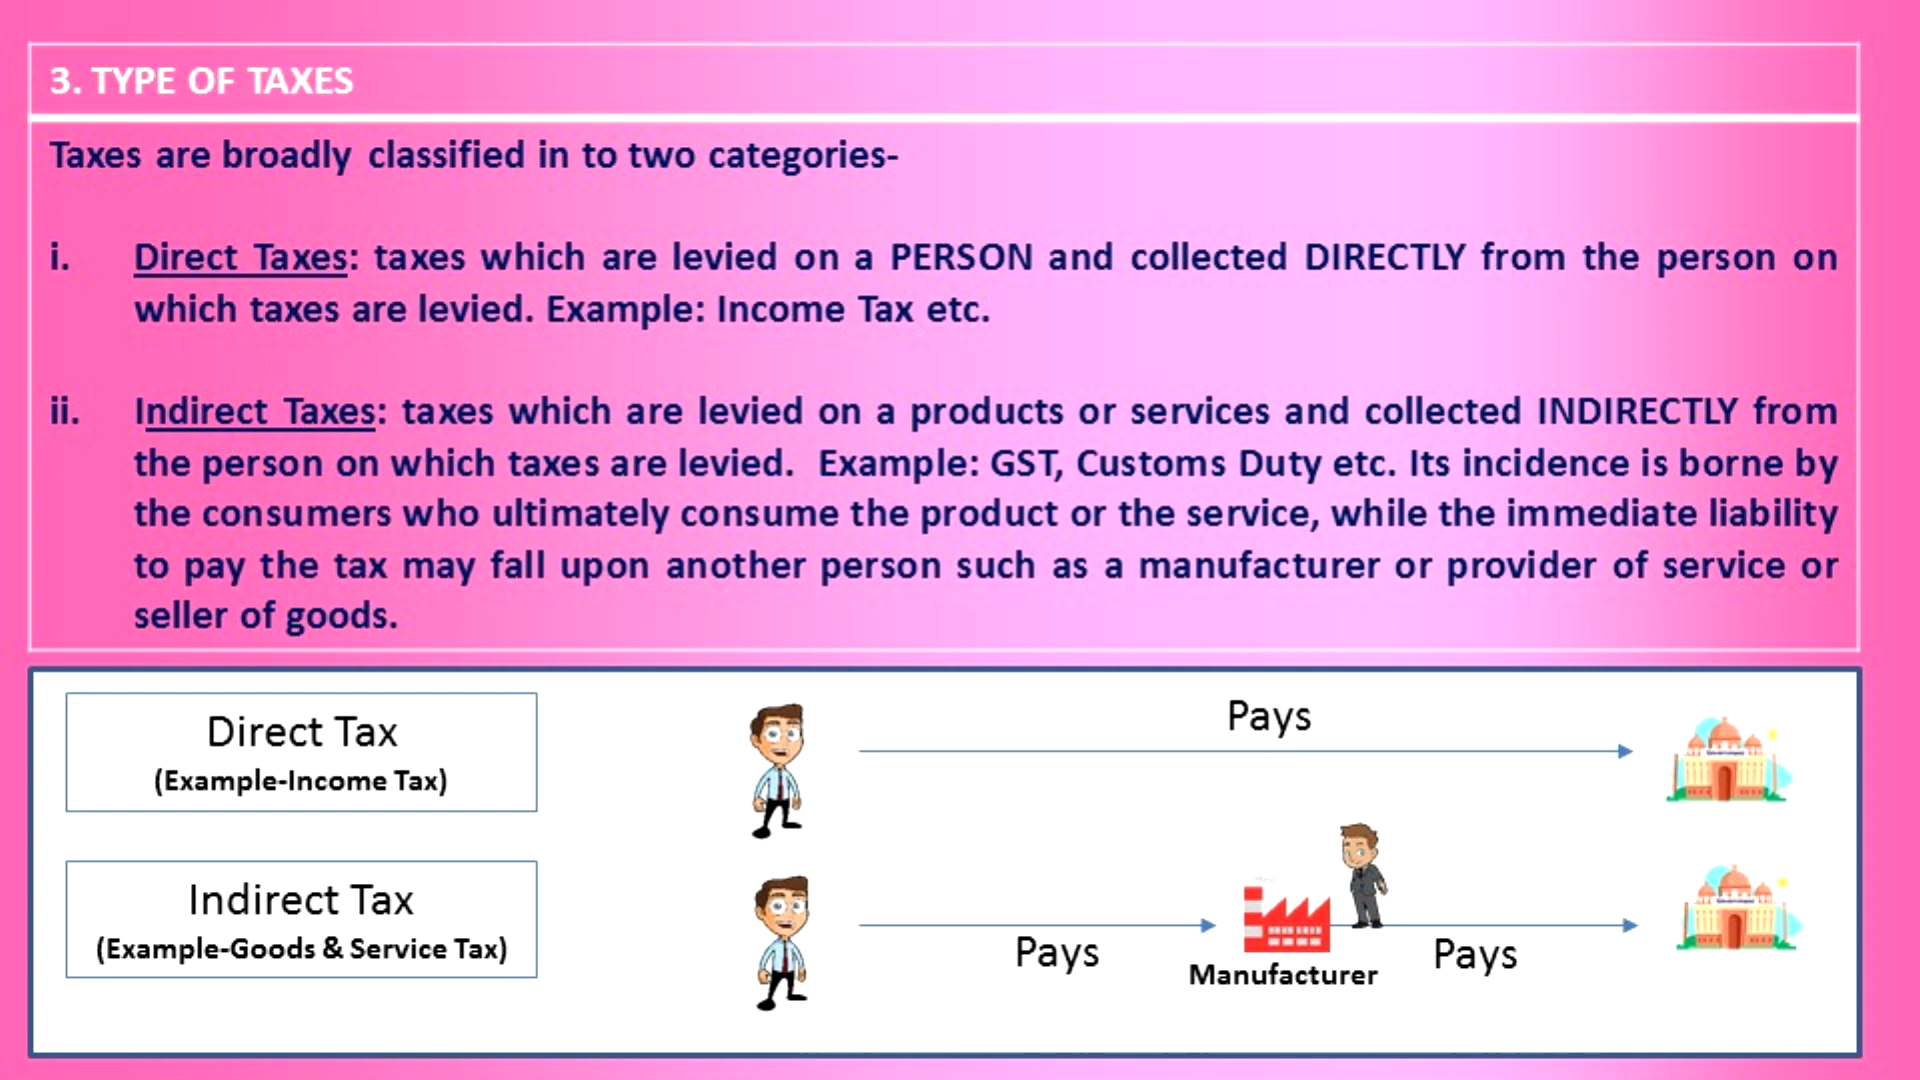 3. TYPE OF TAXES
Taxes are broadly classified in to two categories-
i. Direct Taxes: taxes which are levied on a PERSON and collected DIRECTLY from the person on
which taxes are levied. Example: Income Tax etc.
ii. Indirect Taxes: taxes which are levied on a products or services and collected INDIRECTLY from
the person on which taxes are levied. Example: GST, Customs Duty etc. Its incidence is borne by
the consumers who ultimately consume the product or the service, while the immediate liability
to pay the tax may fall upon another person such as a manufacturer or provider of service or
seller of goods.
Direct Tax
(Example-Income Tax)
Pays
Government
Indirect Tax
(Example-Goods & Service Tax)
Pays
Manufacturer
Pays
Government